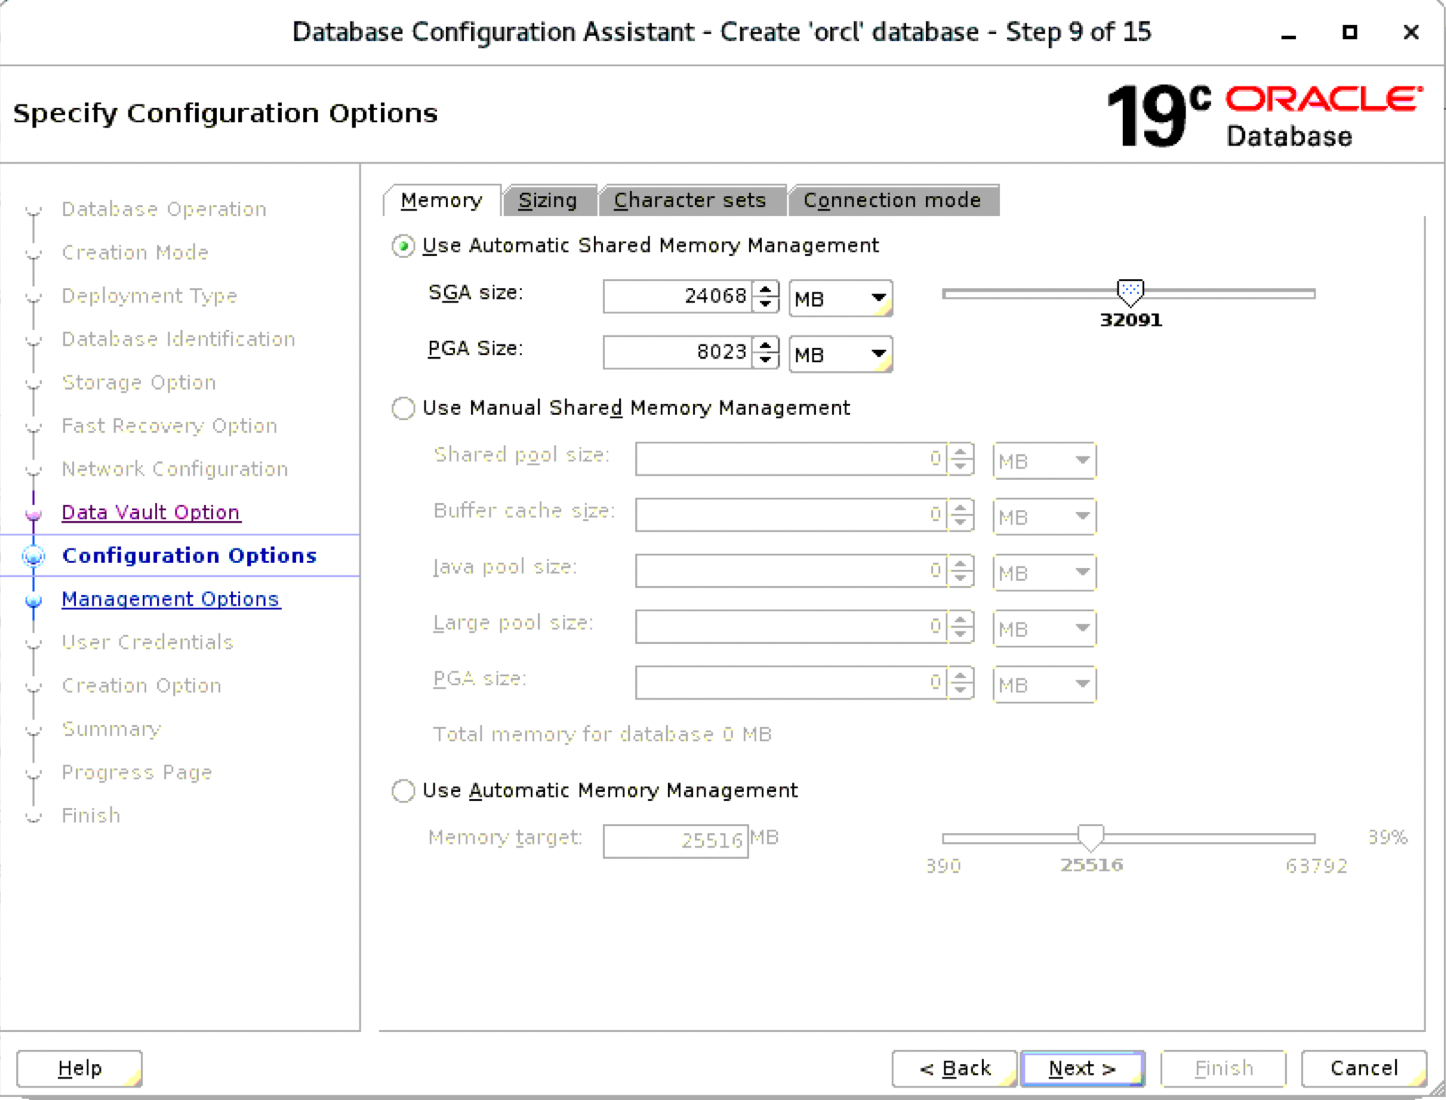 Database Configuration Assistant - Create 'orcl' database - Step 9 of 15
Specify Configuration Options
19c ORACLE
Database
Database Operation
Creation Mode
Deployment Type
Database Identification
Storage Option
Fast Recovery Option
Network Configuration
Data Vault Option
Configuration Options
Management Options
User Credentials
Creation Option
Summary
Progress Page
Finish
Memory Sizing Character sets Connection mode
Use Automatic Shared Memory Management
SGA size: 24068 MB
32091
PGA Size: 8023 MB
Use Manual Shared Memory Management
Shared pool size: 0 MB
Buffer cache size: 0 MB
Java pool size: 0 MB
Large pool size: 0 MB
PGA size: 0 MB
Total memory for database 0 MB
Use Automatic Memory Management
Memory target: 25516 MB 39%
390 25516 63792
Help < Back Next > Finish Cancel